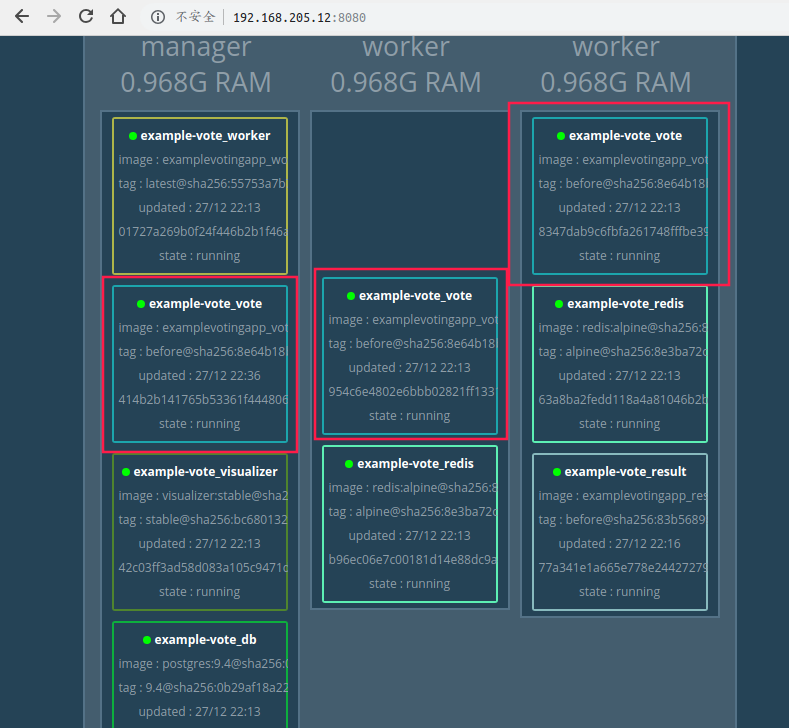 不安全
192.168.205.12:8080
manager
0.968G RAM
example-vote_worker
image : examplevotingapp_wo
tag : latest@sha256:55753a7b
updated : 27/12 22:13
01727a269b0f24f446b2b1f46a
state : running
example-vote_vote
image : examplevotingapp_vot
tag : before@sha256:8e64b18
updated : 27/12 22:36
414b2b141765b53361f444806
state : running
example-vote_visualizer
image : visualizer:stable@sha2
tag : stable@sha256:bc680132
updated : 27/12 22:13
42c03ff3ad58d083a105c9471c
state : running
example-vote_db
image : postgres:9.4@sha256:0
tag : 9.4@sha256:0b29af18a22
updated : 27/12 22:13
worker
0.968G RAM
example-vote_vote
image : examplevotingapp_vot
tag : before@sha256:8e64b18
updated : 27/12 22:13
954c6e4802e6bbb02821ff1331
state : running
example-vote_redis
image : redis:alpine@sha256:8
tag : alpine@sha256:8e3ba72c
updated : 27/12 22:13
b96ec06e7c00181d14e88dc9a
state : running
worker
0.968G RAM
example-vote_vote
image : examplevotingapp_vot
tag : before@sha256:8e64b18
updated : 27/12 22:13
8347dab9c6fbfa261748fffbe39
state : running
example-vote_redis
image : redis:alpine@sha256:8
tag : alpine@sha256:8e3ba72c
updated : 27/12 22:13
63a8ba2fedd118a4a81046b2b
state : running
example-vote_result
image : examplevotingapp_res
tag : before@sha256:83b5689
updated : 27/12 22:16
77a341e1a665e778e24427279
state : running